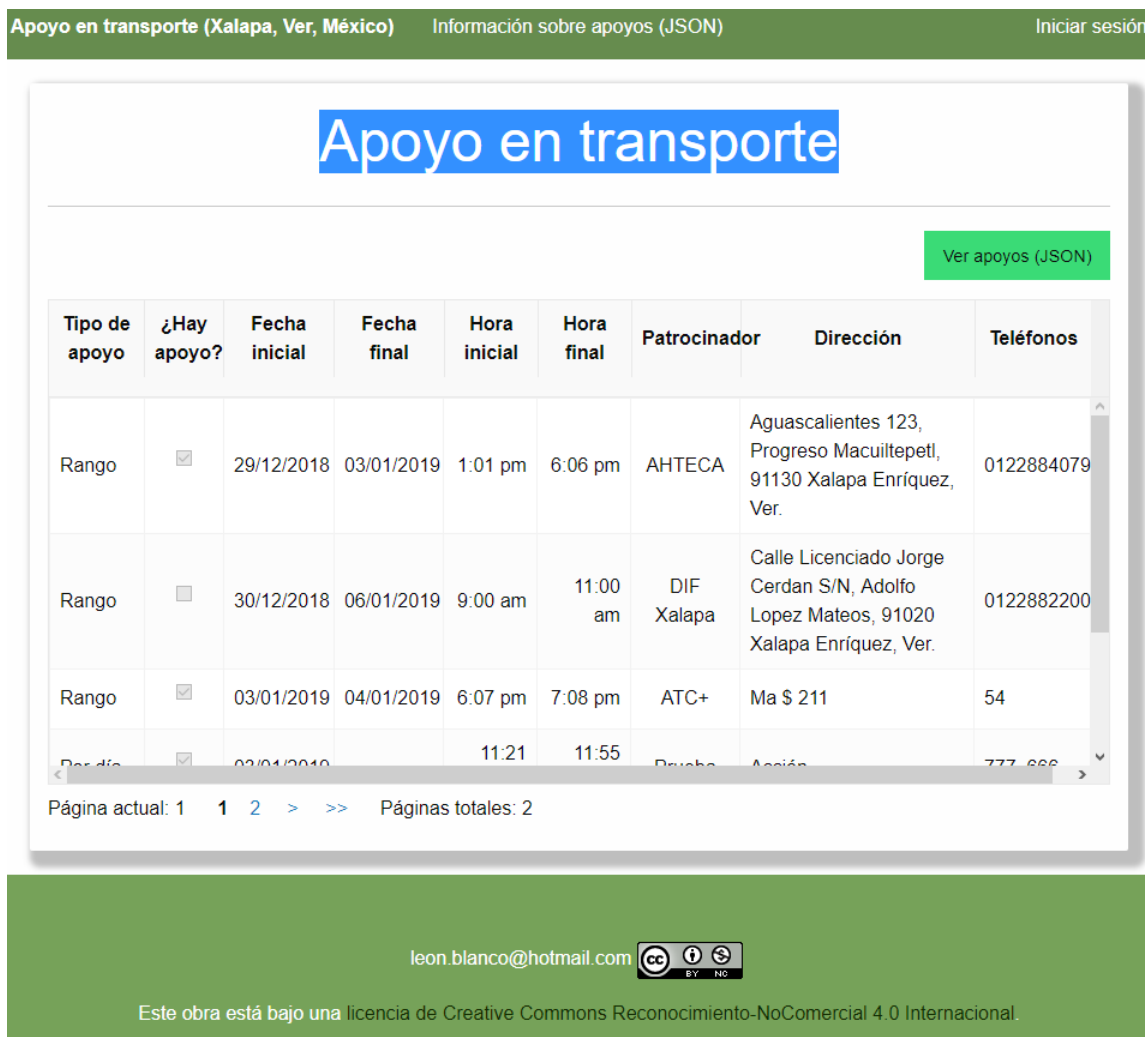 Apoyo en transporte (Xalapa, Ver, México) Información sobre apoyos (JSON) Iniciar sesión
Apoyo en transporte
Ver apoyos (JSON)
Tipo de apoyo ¿Hay apoyo? Fecha inicial Fecha final Hora inicial Hora final Patrocinador Dirección Teléfonos
Rango 29/12/2018 03/01/2019 1:01 pm 6:06 pm AHTECA Aguascalientes 123, Progreso Macuiltepetl, 91130 Xalapa Enríquez, Ver. 0122884079
Rango 30/12/2018 06/01/2019 9:00 am 11:00 am DIF Xalapa Calle Licenciado Jorge Cerdan S/N, Adolfo Lopez Mateos, 91020 Xalapa Enríquez, Ver. 0122882200
Rango 03/01/2019 04/01/2019 6:07 pm 7:08 pm ATC+ Ma $ 211 54
11:21 11:55
Página actual: 1 1 2 > >> Páginas totales: 2
leon.blanco@hotmail.com cc BY NC
Este obra está bajo una licencia de Creative Commons Reconocimiento-NoComercial 4.0 Internacional.